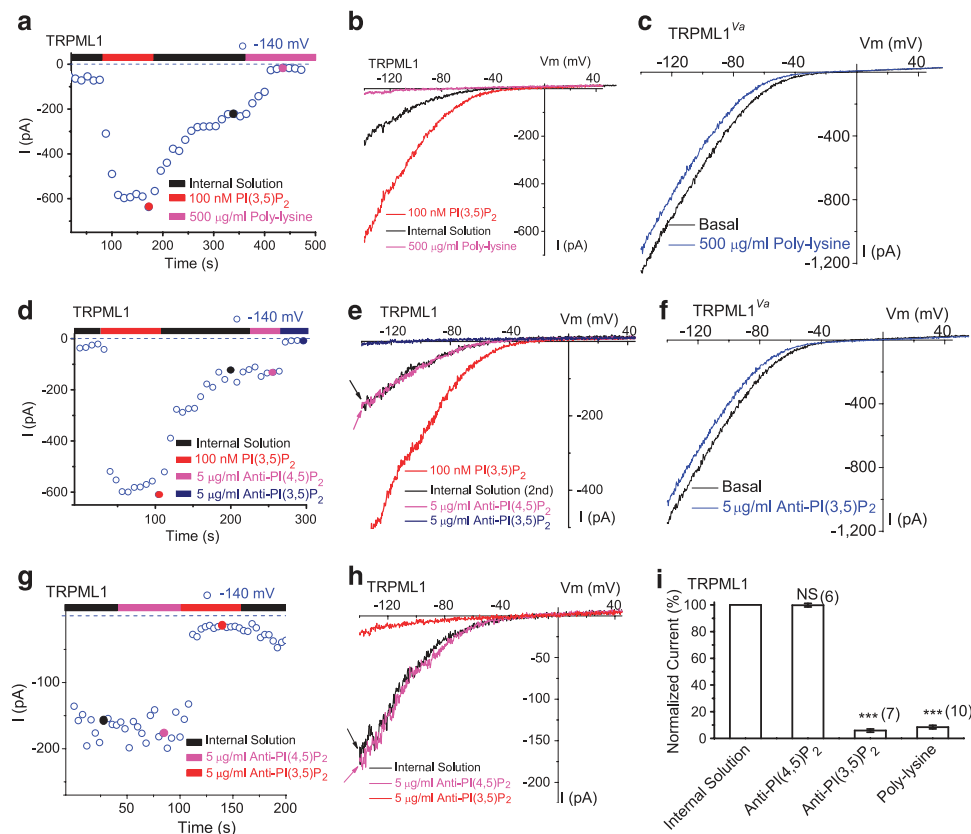 a
TRPML1
-140 mV
0
-200
-400
-600
I (pA)
Internal Solution
100 nM PI(3,5)P2
500 µg/ml Poly-lysine
100 200 300 400 500
Time (s)
b
Vm (mV)
TRPML1
-120 -80 -40 40
-200
-400
-600
I (pA)
100 nM PI(3,5)P2
Internal Solution
500 µg/ml Poly-lysine
c
TRPML1Va
Vm (mV)
-120 -80 -40 40
-400
-800
-1,200
Basal
500 µg/ml Poly-lysine
I (pA)
d
TRPML1
-140 mV
0
-200
-400
-600
I (pA)
Internal Solution
100 nM PI(3,5)P2
5 µg/ml Anti-PI(4,5)P2
5 µg/ml Anti-PI(3,5)P2
0 100 200 300
Time (s)
e
TRPML1
Vm (mV)
-120 -80 -40 40
-200
-400
I (pA)
100 nM PI(3,5)P2
Internal Solution (2nd)
5 µg/ml Anti-PI(4,5)P2
5 µg/ml Anti-PI(3,5)P2
f
TRPML1Va
Vm (mV)
-120 -80 -40 40
-400
-800
-1,200
Basal
5 µg/ml Anti-PI(3,5)P2
I (pA)
g
TRPML1
-140 mV
-100
-200
I (pA)
Internal Solution
5 µg/ml Anti-PI(4,5)P2
5 µg/ml Anti-PI(3,5)P2
50 100 150 200
Time (s)
h
TRPML1
Vm (mV)
-120 -80 -40 40
-50
-100
-150
-200
I (pA)
Internal Solution
5 µg/ml Anti-PI(4,5)P2
5 µg/ml Anti-PI(3,5)P2
i
TRPML1
Normalized Current (%)
100
80
60
40
20
0
NS (6)
*** (7)
*** (10)
Internal Solution
Anti-PI(4,5)P2
Anti-PI(3,5)P2
Poly-lysine